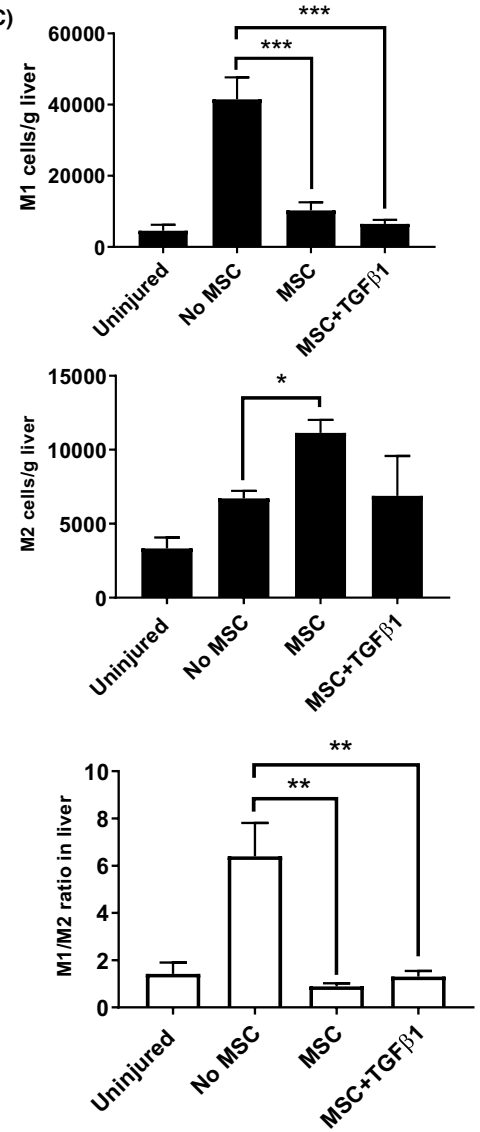 C)
***
***
60000
40000
20000
0
M1 cells/g liver
Uninjured
No MSC
MSC
MSC+TGFβ1
*
15000
10000
5000
0
M2 cells/g liver
Uninjured
No MSC
MSC
MSC+TGFβ1
**
**
10
8
6
4
2
0
M1/M2 ratio in liver
Uninjured
No MSC
MSC
MSC+TGFβ1